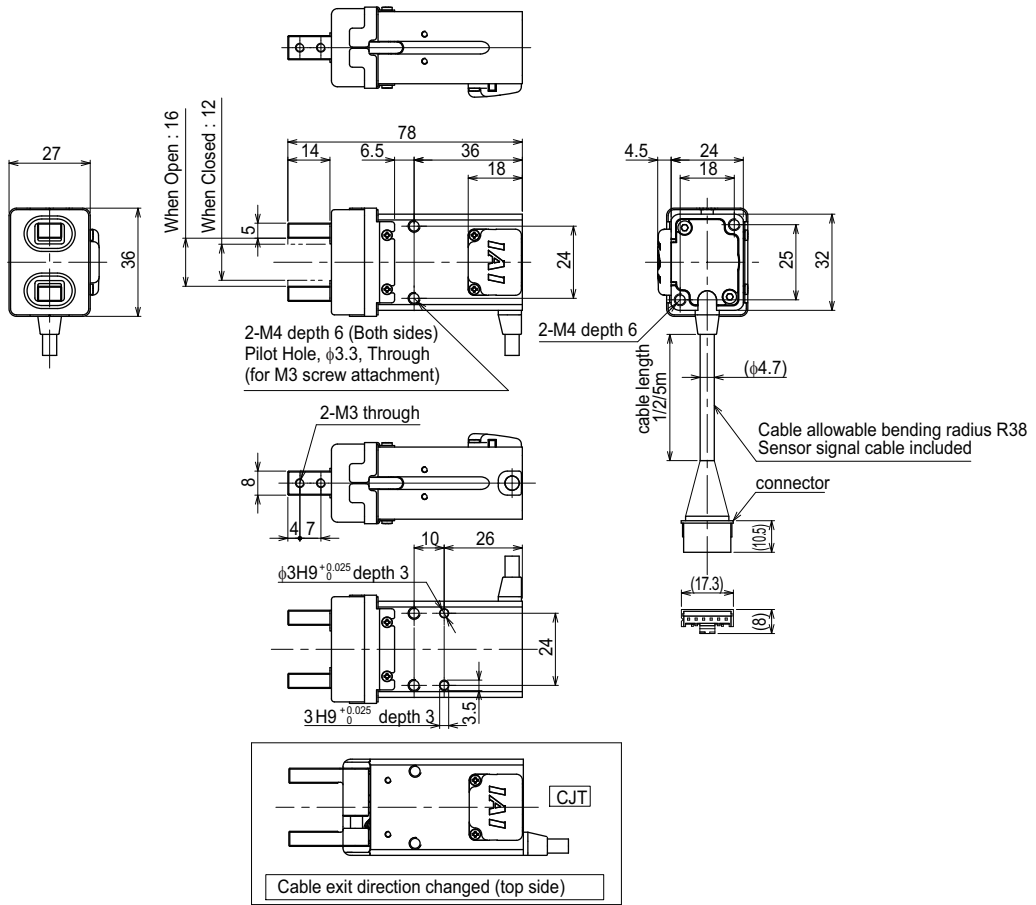 27
36
When Open : 16
When Closed : 12
78
14
6.5
36
18
5
24
IAI
2-M4 depth 6 (Both sides)
Pilot Hole, ϕ3.3, Through
(for M3 screw attachment)
4.5
24
18
25
32
2-M4 depth 6
cable length
1/2/5m
(ϕ4.7)
Cable allowable bending radius R38
Sensor signal cable included
connector
(10.5)
(17.3)
(8)
2-M3 through
8
4
7
10
26
ϕ3H9 +0.025 0 depth 3
24
3.5
3H9 +0.025 0 depth 3
IAI
CJT
Cable exit direction changed (top side)